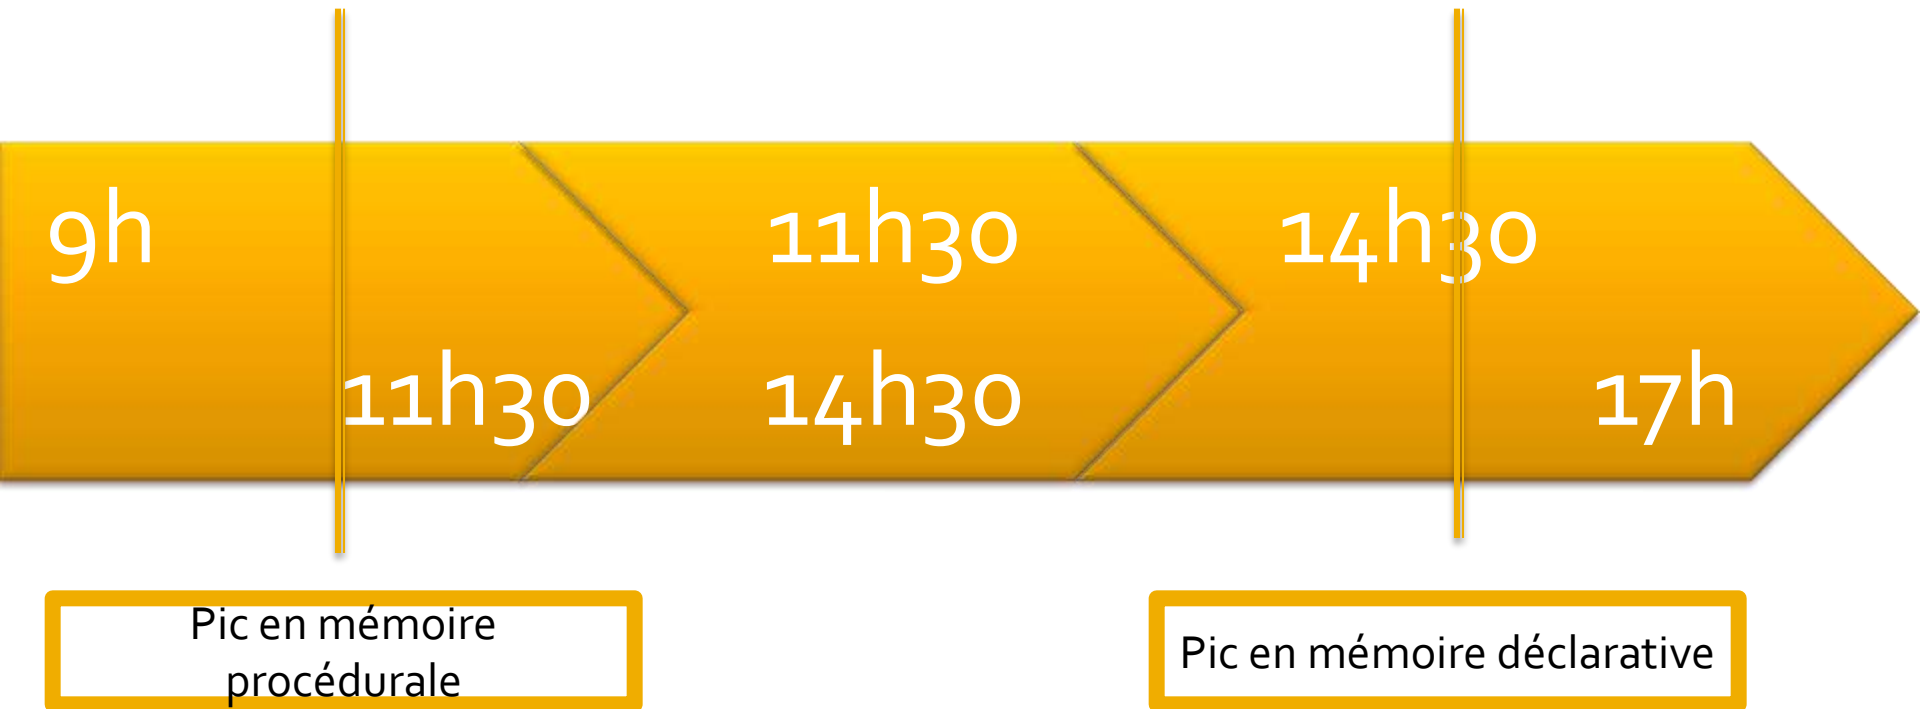 9h
11h30
11h30
14h30
14h30
17h
Pic en mémoire
procédurale
Pic en mémoire déclarative